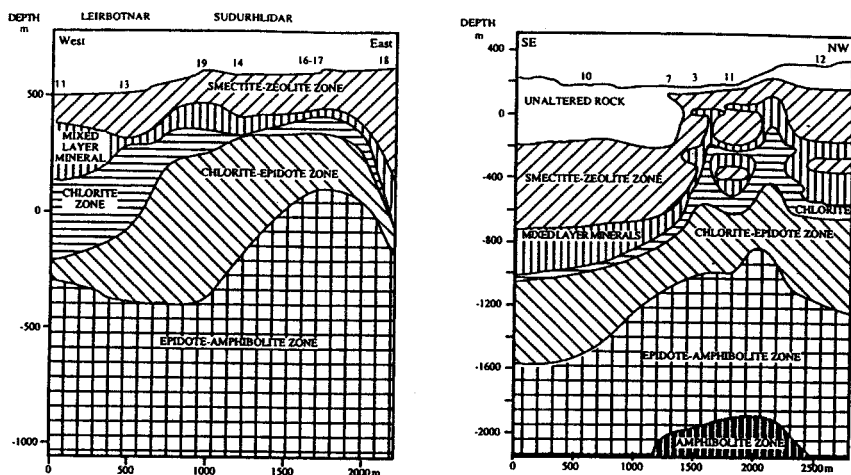 DEPTH
m
LEIRBOTNAR
SUDURHLIDAR
West
East
11
13
19
14
16-17
18
SMECTITE-ZEOLITE ZONE
MIXED
LAYER
MINERAL
CHLORITE
ZONE
CHLORITE-EPIDOTE ZONE
EPIDOTE-AMPHIBOLITE ZONE
500
0
-500
-1000
0
500
1000
1500
2000 m
DEPTH
m
SE
NW
10
7
3
11
12
UNALTERED ROCK
SMECTITE-ZEOLITE ZONE
MIXED LAYER MINERALS
CHLORITE
CHLORITE-EPIDOTE ZONE
EPIDOTE-AMPHIBOLITE ZONE
AMPHIBOLITE ZONE
400
0
-400
-800
-1200
-1600
-2000
0
500
1000
1500
2000
2500 m